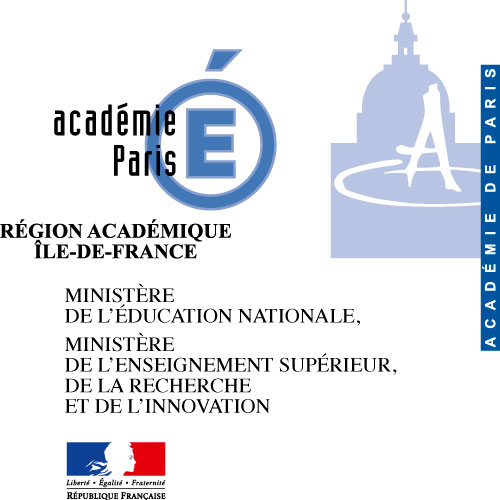 académie
Paris
É
A
ACADÉMIE DE PARIS
RÉGION ACADÉMIQUE
ÎLE-DE-FRANCE
MINISTÈRE
DE L'ÉDUCATION NATIONALE,
MINISTÈRE
DE L'ENSEIGNEMENT SUPÉRIEUR,
DE LA RECHERCHE
ET DE L'INNOVATION
Liberté • Égalité • Fraternité
RÉPUBLIQUE FRANÇAISE